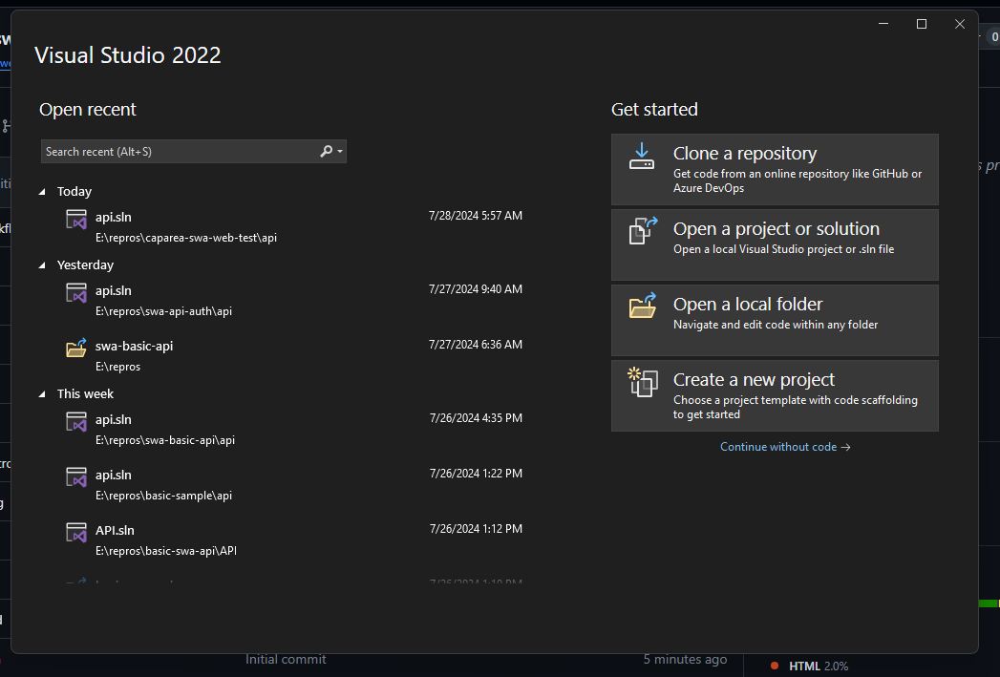 Visual Studio 2022
Open recent
Search recent (Alt+S)
Today
api.sln 7/28/2024 5:57 AM
E:\repros\caparea-swa-web-test\api
Yesterday
api.sln 7/27/2024 9:40 AM
E:\repros\swa-api-auth\api
swa-basic-api 7/27/2024 6:36 AM
E:\repros
This week
api.sln 7/26/2024 4:35 PM
E:\repros\swa-basic-api\api
api.sln 7/26/2024 1:22 PM
E:\repros\basic-sample\api
API.sln 7/26/2024 1:12 PM
E:\repros\basic-swa-api\API
7/26/2024 1:10 PM
Get started
Clone a repository
Get code from an online repository like GitHub or
Azure DevOps
Open a project or solution
Open a local Visual Studio project or .sln file
Open a local folder
Navigate and edit code within any folder
Create a new project
Choose a project template with code scaffolding
to get started
Continue without code →
Initial commit 5 minutes ago
HTML 2.0%